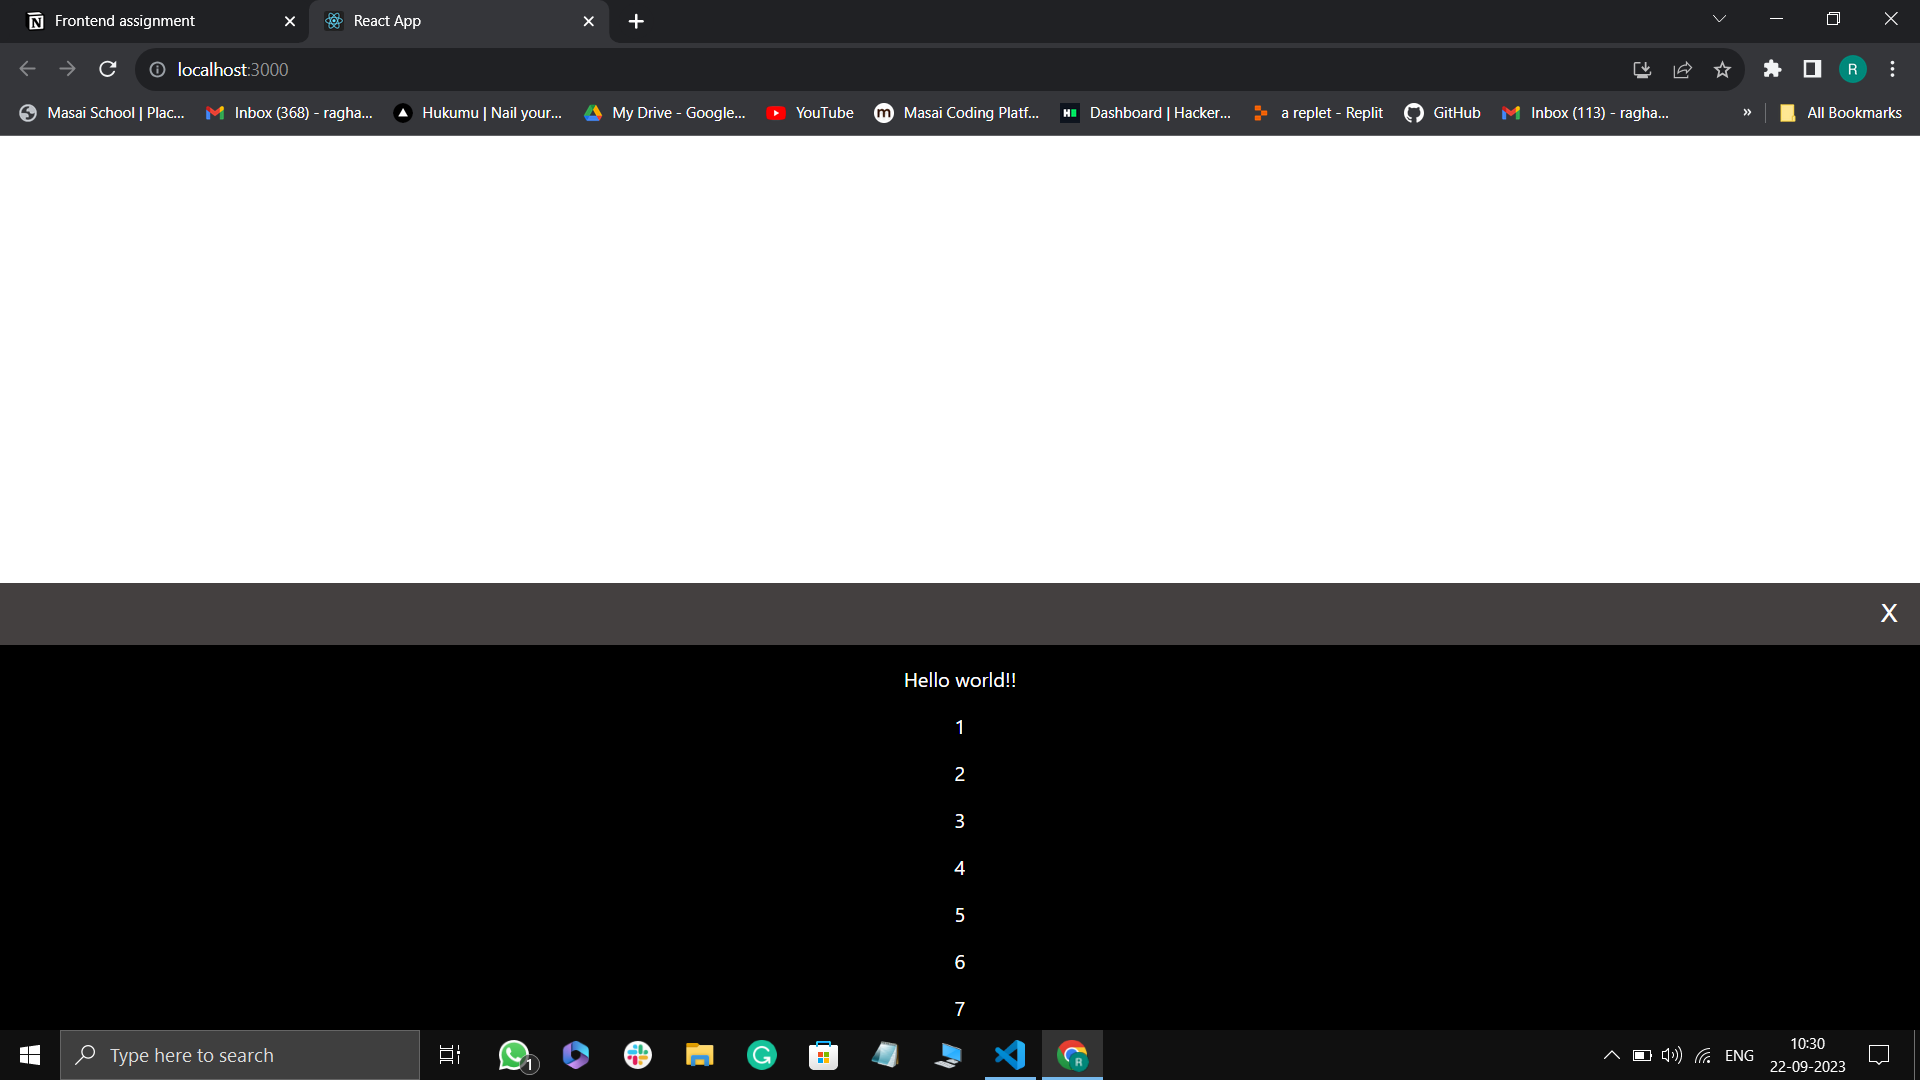 Frontend assignment
React App
localhost:3000
R
Masai School | Plac...
Inbox (368) - ragha...
Hukumu | Nail your...
My Drive - Google...
YouTube
m
Masai Coding Platf...
Dashboard | Hacker...
a replet - Replit
GitHub
Inbox (113) - ragha...
»
All Bookmarks
X
Hello world!!
1
2
3
4
5
6
7
Type here to search
1
R
ENG
10:30
22-09-2023